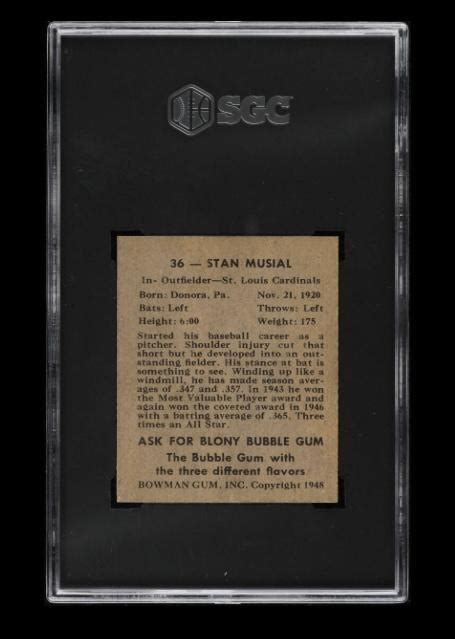 SGC
36 — STAN MUSIAL
In- Outfielder—St. Louis Cardinals
Born: Donora, Pa. Nov. 21, 1920
Bats: Left Throws: Left
Height: 6:00 Weight: 175
Started his baseball career as a
pitcher. Shoulder injury cut that
short but he developed into an out-
standing fielder. His stance at bat is
something to see. Winding up like a
windmill, he has made season aver-
ages of .347 and .357. In 1943 he won
the Most Valuable Player award and
again won the coveted award in 1946
with a batting average of .365. Three
times an All Star.
ASK FOR BLONY BUBBLE GUM
The Bubble Gum with
the three different flavors
BOWMAN GUM, INC. Copyright 1948